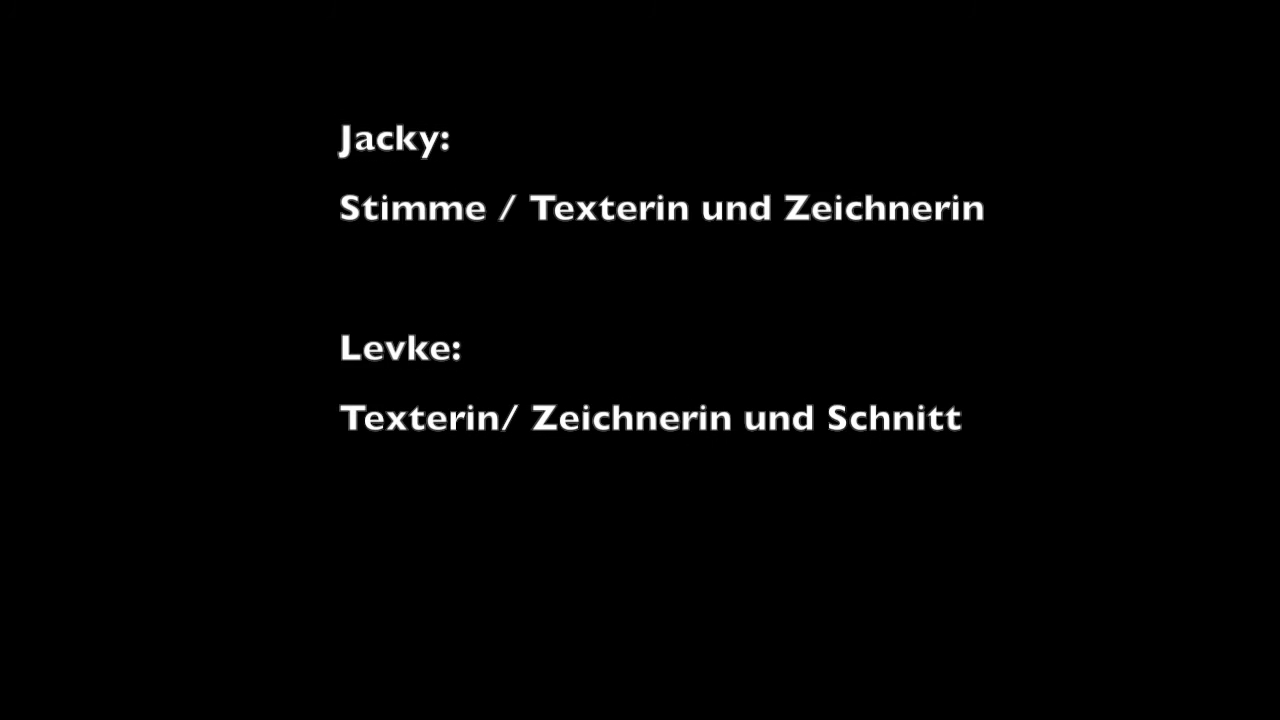 Jacky:
Stimme / Texterin und Zeichnerin
Levke:
Texterin/ Zeichnerin und Schnitt